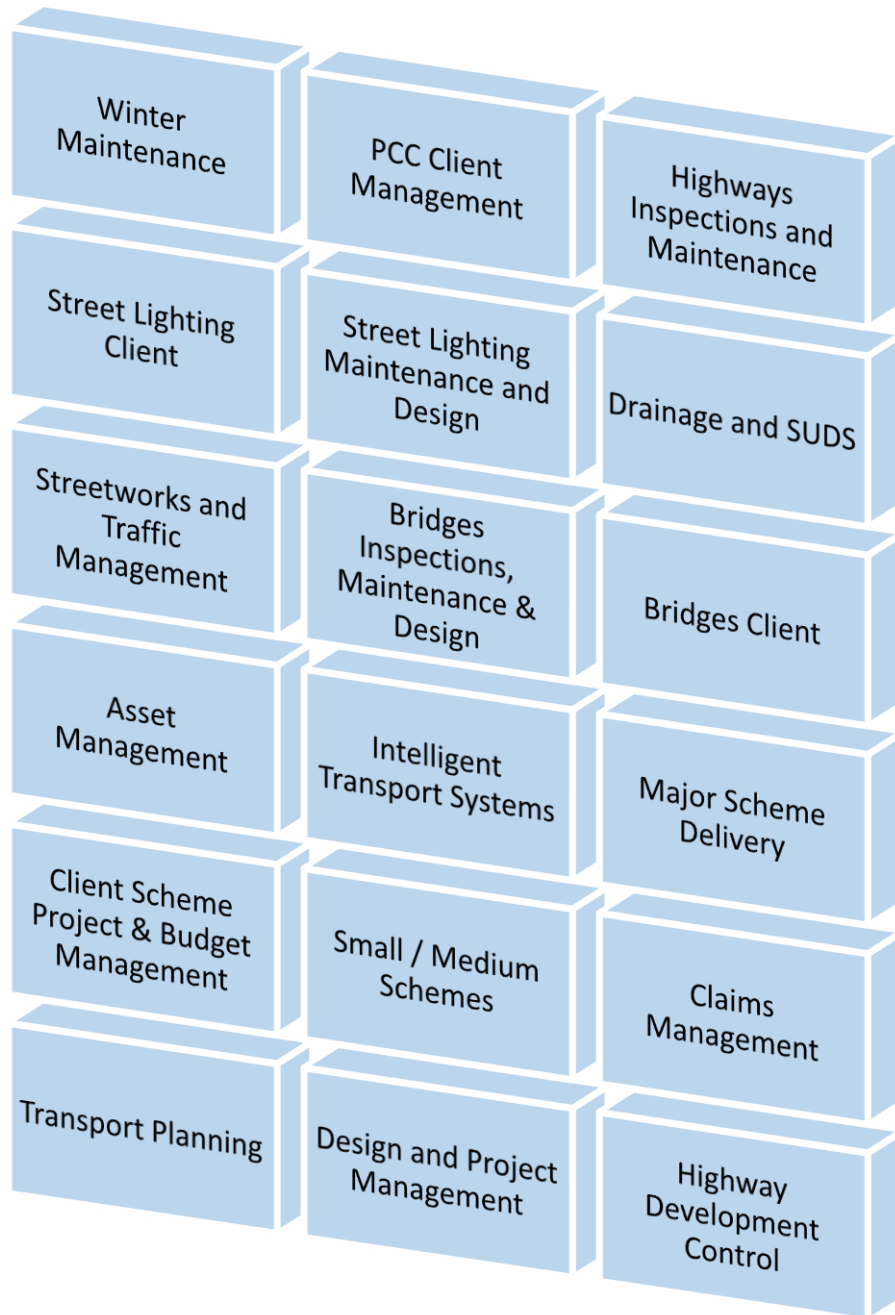 Winter
Maintenance
PCC Client
Management
Highways
Inspections and
Maintenance
Street Lighting
Client
Street Lighting
Maintenance and
Design
Drainage and SUDS
Streetworks and
Traffic
Management
Bridges
Inspections,
Maintenance &
Design
Bridges Client
Asset
Management
Intelligent
Transport Systems
Major Scheme
Delivery
Client Scheme
Project & Budget
Management
Small / Medium
Schemes
Claims
Management
Transport Planning
Design and Project
Management
Highway
Development
Control